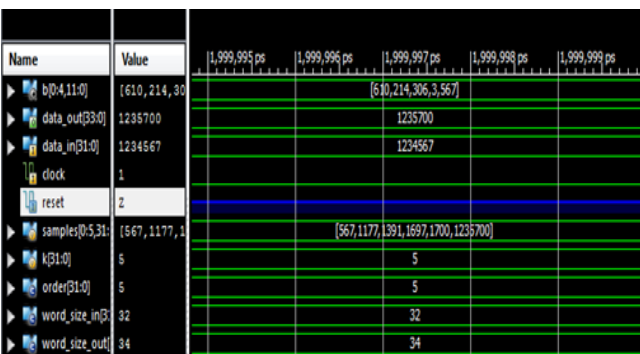 Name Value 1,999,995 ps 1,999,996 ps 1,999,997 ps 1,999,998 ps 1,999,999 ps
b[0:4,11:0] [610,214,30 [610,214,306,3,567]
data_out[33:0] 1235700 1235700
data_in[31:0] 1234567 1234567
clock 1
reset Z
samples[0:5,31: [567,1177,1 [567,1177,1391,1697,1700,1235700]
k[31:0] 5 5
order[31:0] 5 5
word_size_in[3: 32 32
word_size_out[ 34 34